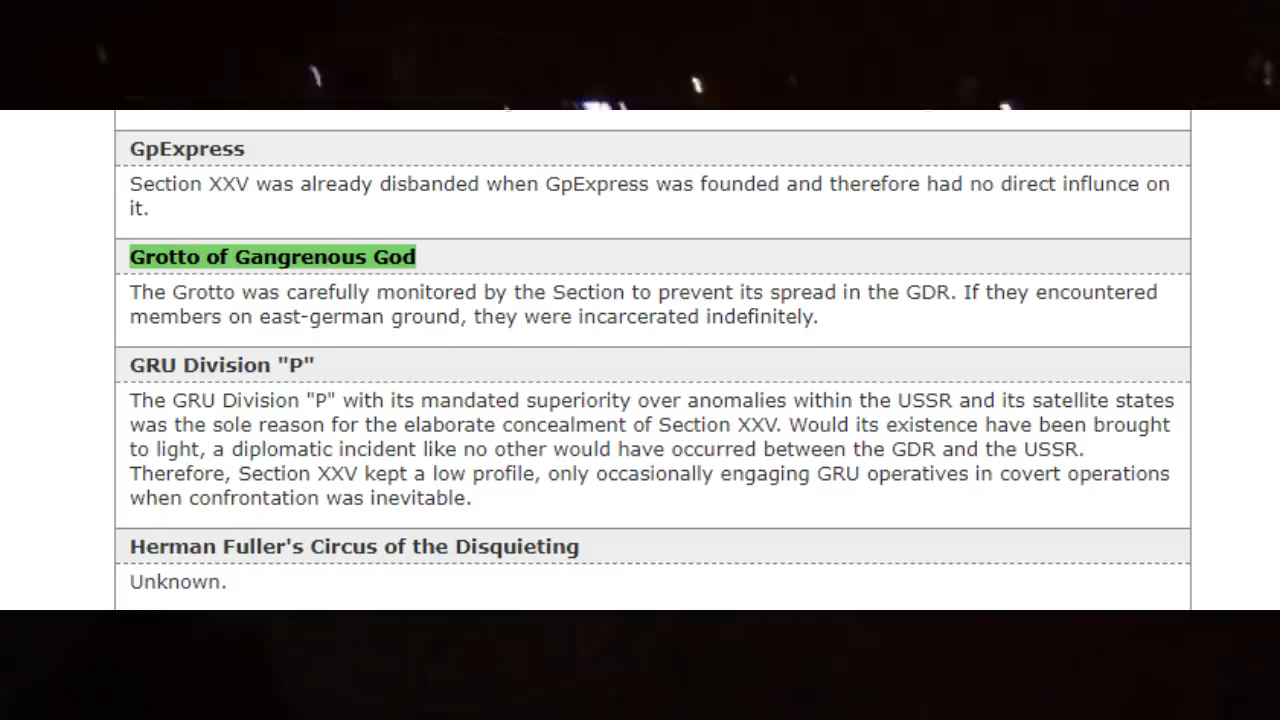 GpExpress
Section XXV was already disbanded when GpExpress was founded and therefore had no direct influnce on
it.
Grotto of Gangrenous God
The Grotto was carefully monitored by the Section to prevent its spread in the GDR. If they encountered
members on east-german ground, they were incarcerated indefinitely.
GRU Division "P"
The GRU Division "P" with its mandated superiority over anomalies within the USSR and its satellite states
was the sole reason for the elaborate concealment of Section XXV. Would its existence have been brought
to light, a diplomatic incident like no other would have occurred between the GDR and the USSR.
Therefore, Section XXV kept a low profile, only occasionally engaging GRU operatives in covert operations
when confrontation was inevitable.
Herman Fuller's Circus of the Disquieting
Unknown.